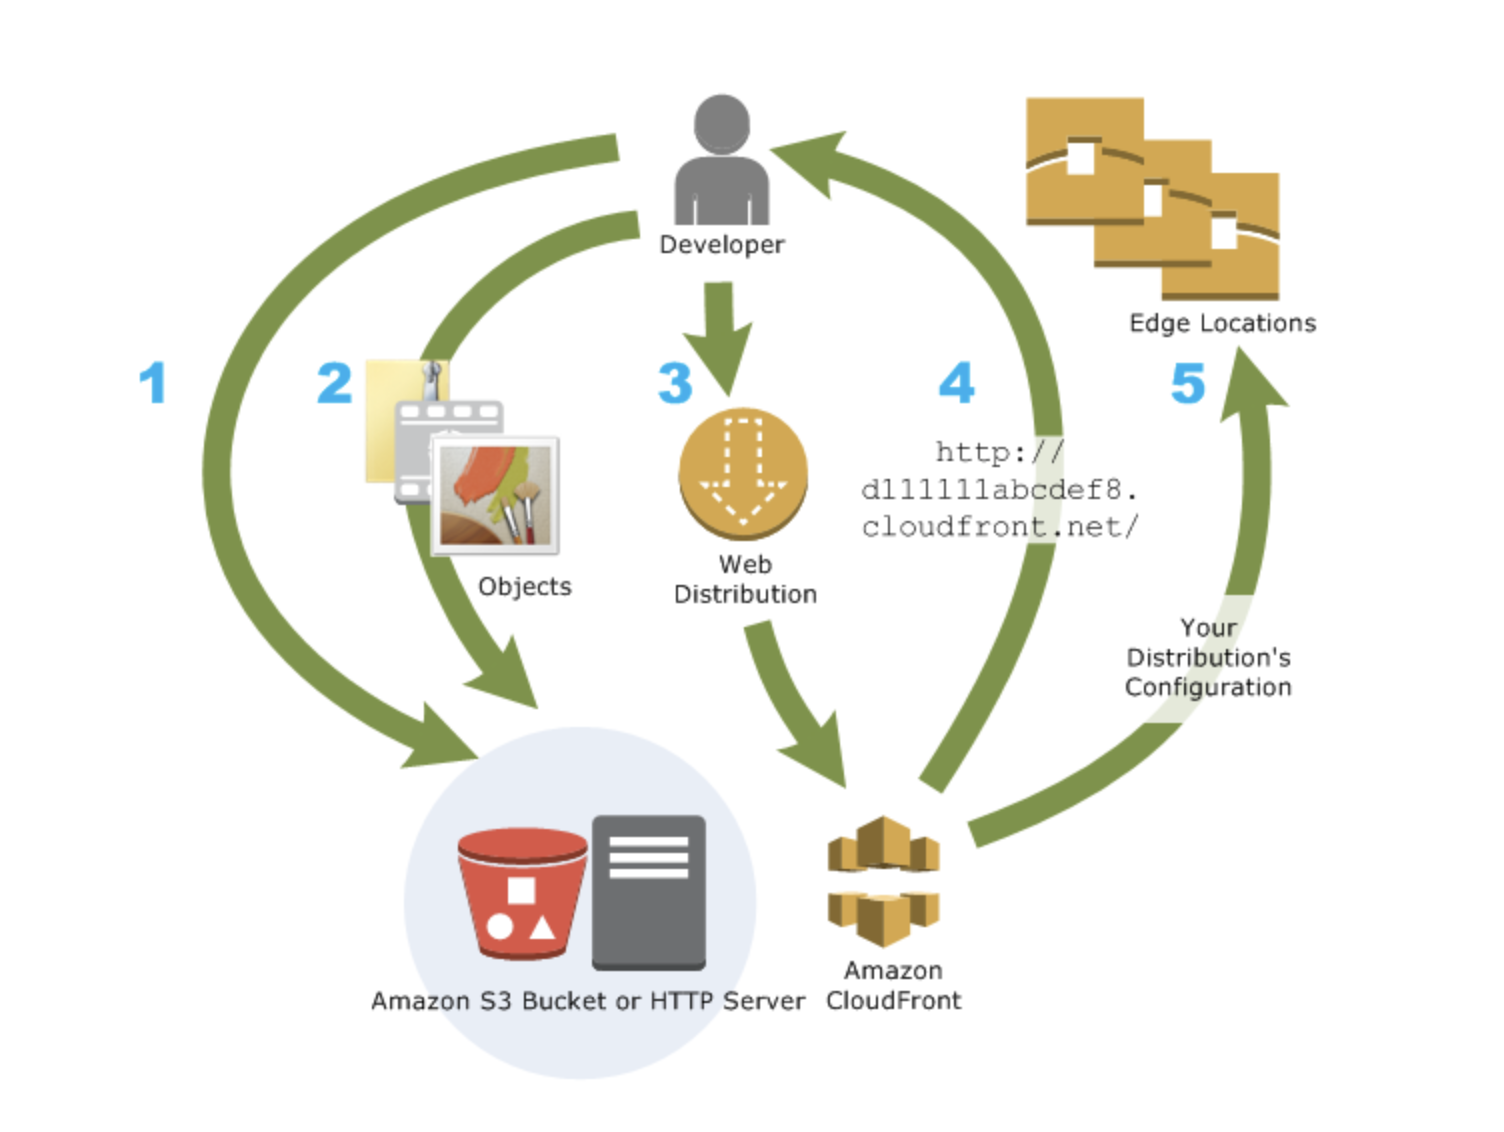 Developer
Edge Locations
1
2
3
4
5
http://
d111111abcdef8.
cloudfront.net/
Objects
Web
Distribution
Your
Distribution's
Configuration
Amazon S3 Bucket or HTTP Server
Amazon
CloudFront